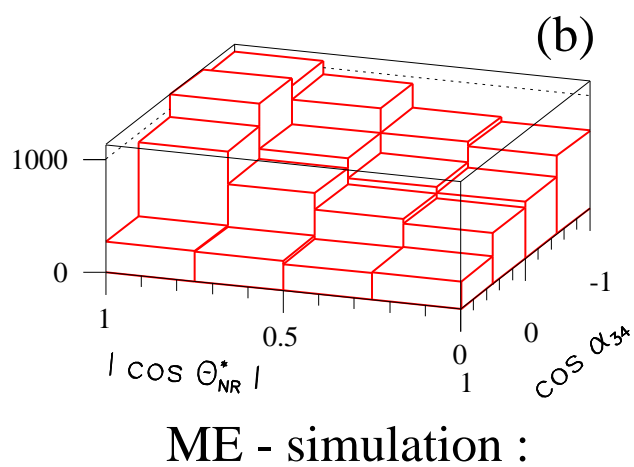 (b)
1000
0
1
0.5
0
1
0
-1
| cos Θ*NR |
cos α34
ME - simulation :